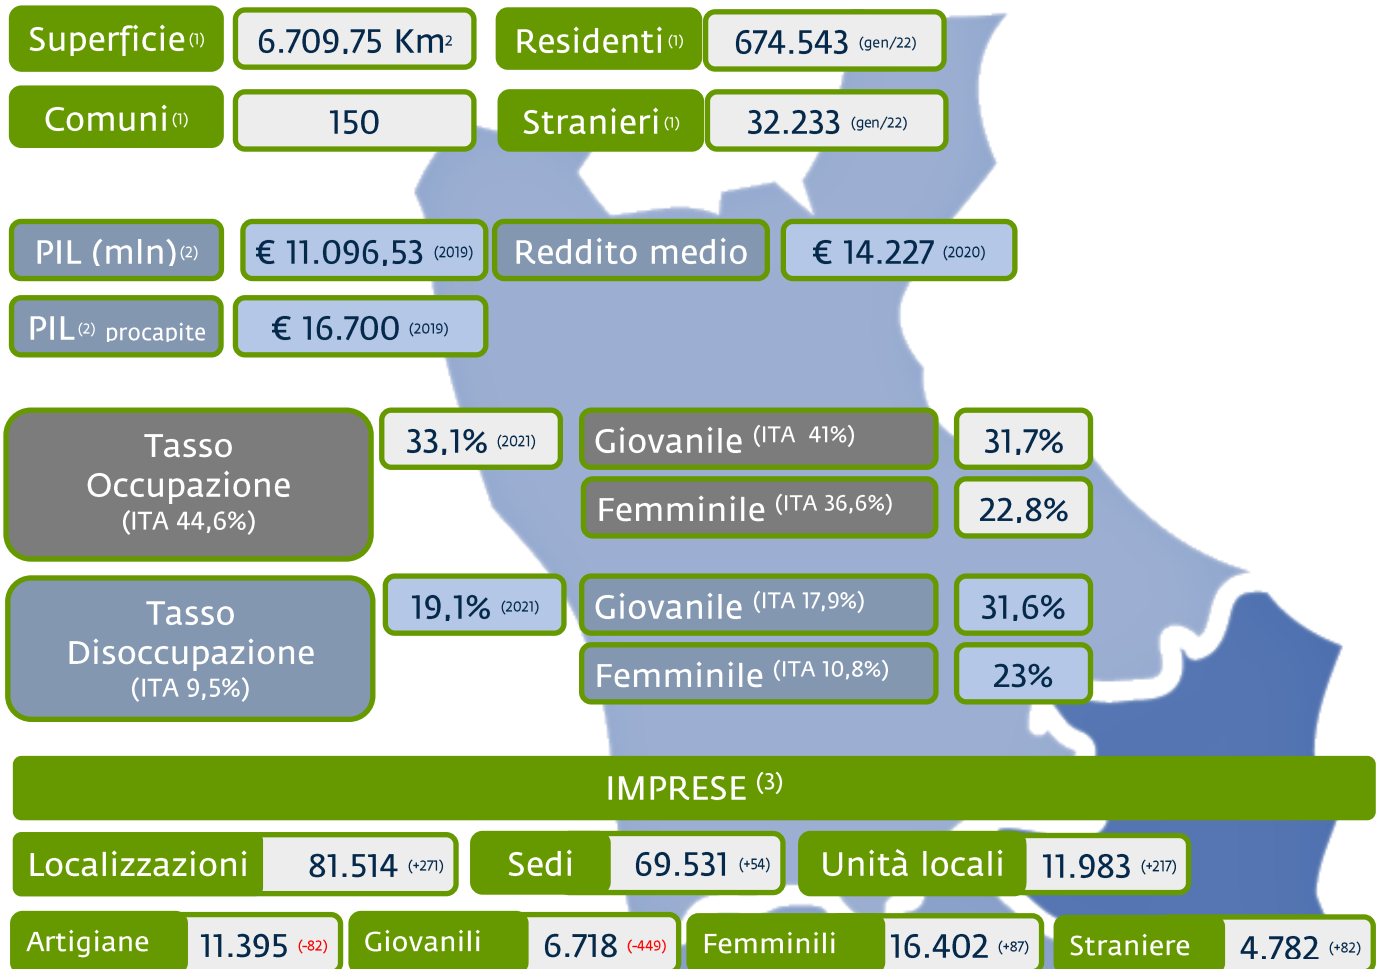 Superficie (1) 6.709,75 Km2 Residenti (1) 674.543 (gen/22)
Comuni (1) 150 Stranieri (1) 32.233 (gen/22)
PIL (mln) (2) € 11.096,53 (2019) Reddito medio € 14.227 (2020)
PIL (2) procapite € 16.700 (2019)
Tasso
Occupazione
(ITA 44,6%)
33,1% (2021)
Giovanile (ITA 41%) 31,7%
Femminile (ITA 36,6%) 22,8%
Tasso
Disoccupazione
(ITA 9,5%)
19,1% (2021)
Giovanile (ITA 17,9%) 31,6%
Femminile (ITA 10,8%) 23%
IMPRESE (3)
Localizzazioni 81.514 (+271) Sedi 69.531 (+54) Unità locali 11.983 (+217)
Artigiane 11.395 (-82) Giovanili 6.718 (-449) Femminili 16.402 (+87) Straniere 4.782 (+82)